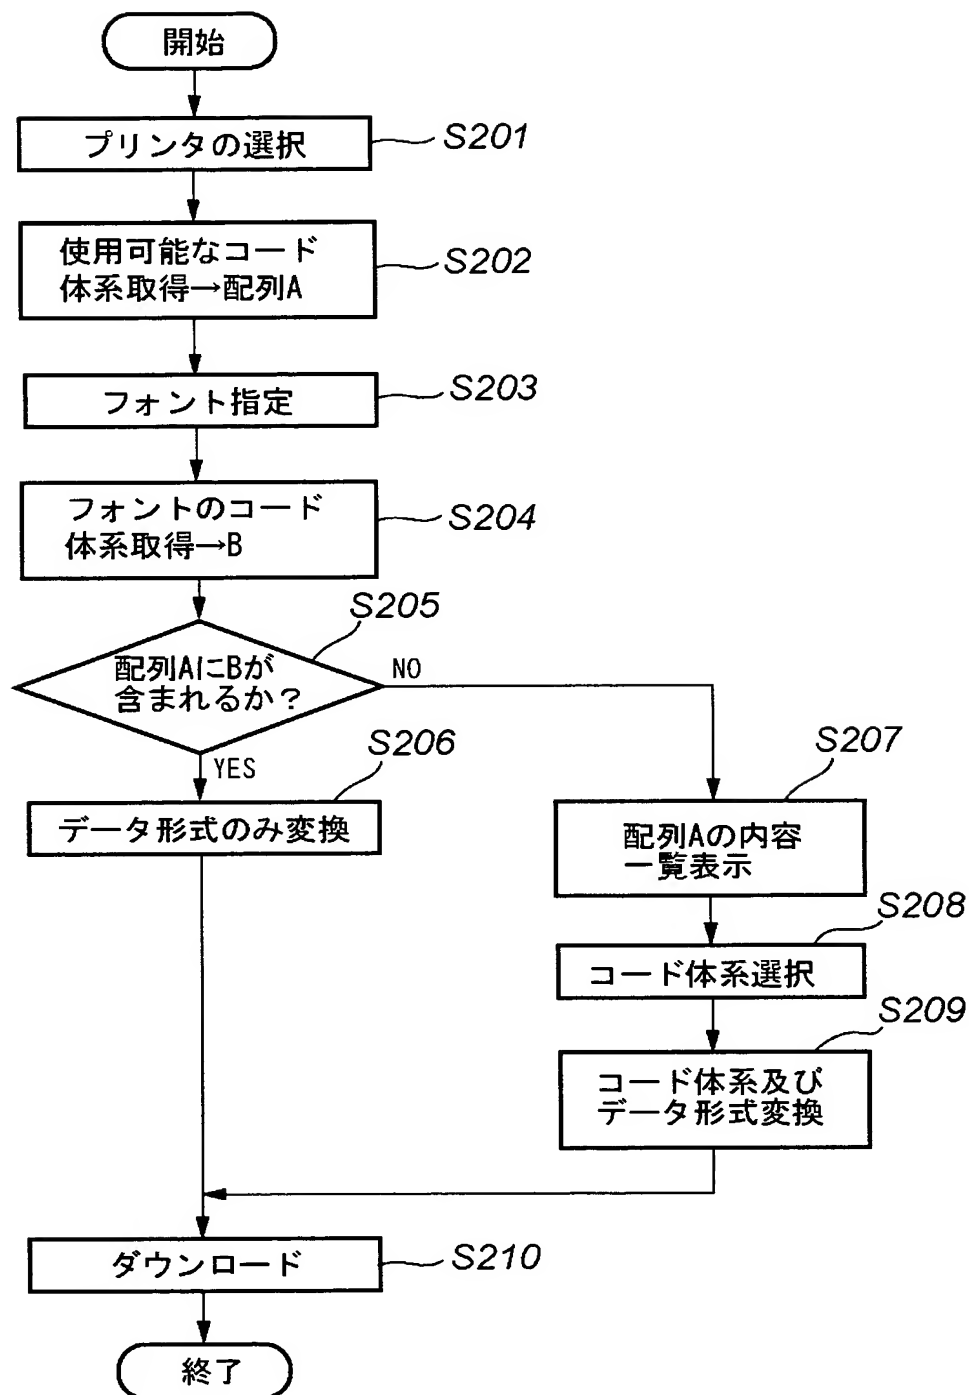 開始
プリンタの選択
S201
使用可能なコード
体系取得→配列A
S202
フォント指定
S203
フォントのコード
体系取得→B
S204
S205
配列AにBが
含まれるか？
NO
YES
S206
データ形式のみ変換
S207
配列Aの内容
一覧表示
S208
コード体系選択
S209
コード体系及び
データ形式変換
ダウンロード
S210
終了